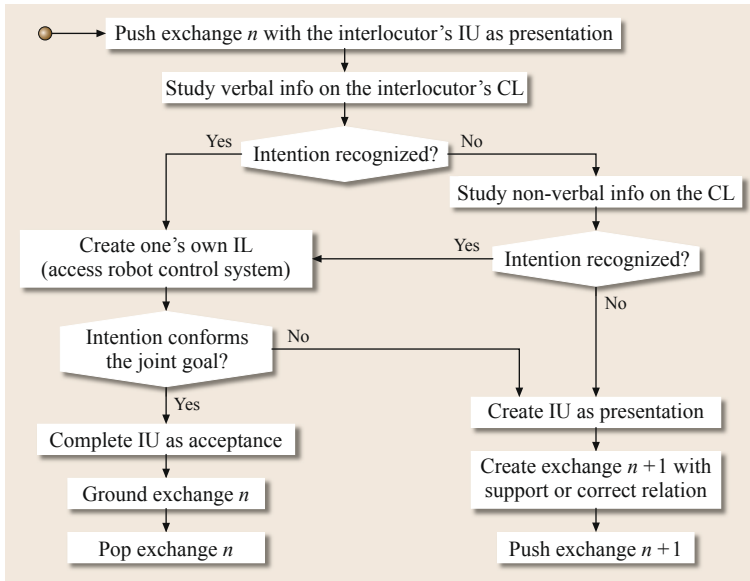 Push exchange n with the interlocutor's IU as presentation
Study verbal info on the interlocutor's CL
Yes
Intention recognized?
No
Study non-verbal info on the CL
Create one's own IL
(access robot control system)
Yes
Intention recognized?
No
Intention conforms
the joint goal?
No
Yes
Create IU as presentation
Complete IU as acceptance
Create exchange n+1 with
support or correct relation
Ground exchange n
Pop exchange n
Push exchange n+1